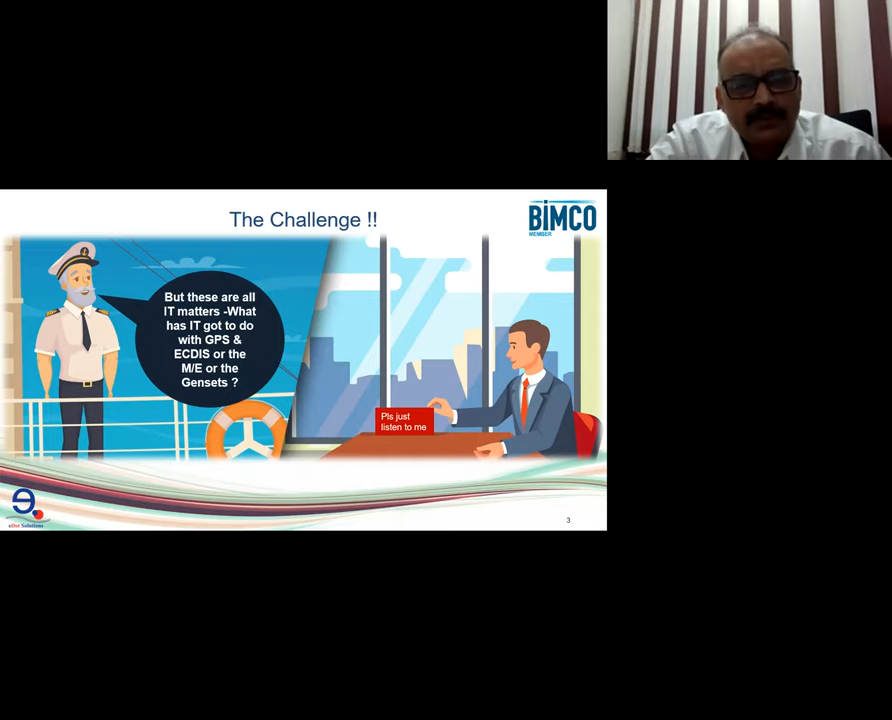 The Challenge !!
BIMCO
MEMBER
But these are all
IT matters -What
has IT got to do
with GPS &
ECDIS or the
M/E or the
Gensets ?
Pls just
listen to me
eDot Solutions
3